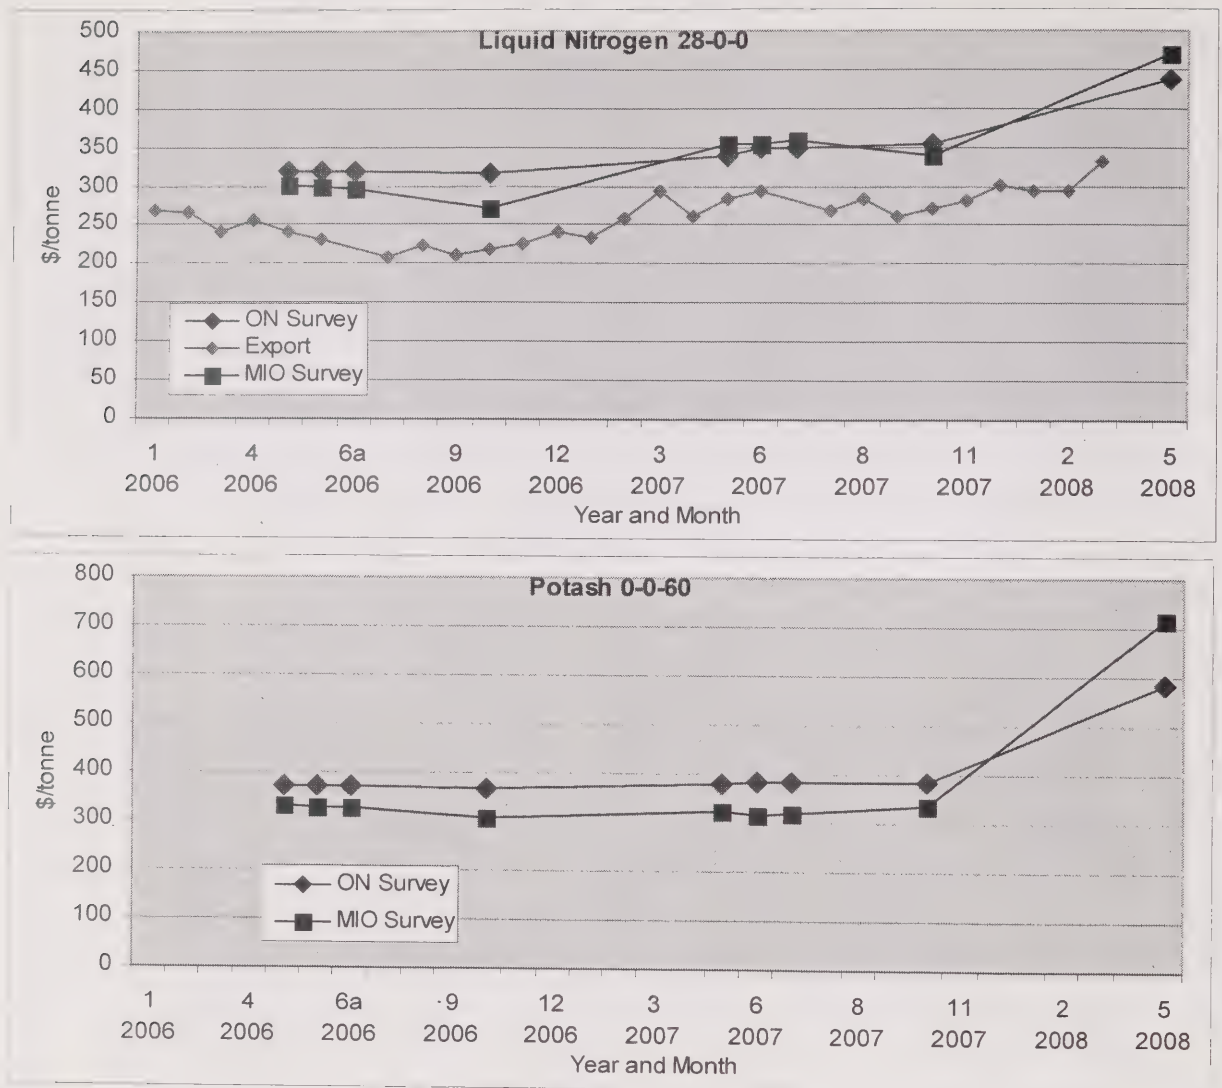 Liquid Nitrogen 28-0-0
500
450
400
350
300
250
200
150
100
50
0
$/tonne
ON Survey
Export
MIO Survey
1 4 6a 9 12 3 6 8 11 2 5
2006 2006 2006 2006 2006 2007 2007 2007 2007 2008 2008
Year and Month
Potash 0-0-60
800
700
600
500
400
300
200
100
0
$/tonne
ON Survey
MIO Survey
1 4 6a 9 12 3 6 8 11 2 5
2006 2006 2006 2006 2006 2007 2007 2007 2007 2008 2008
Year and Month